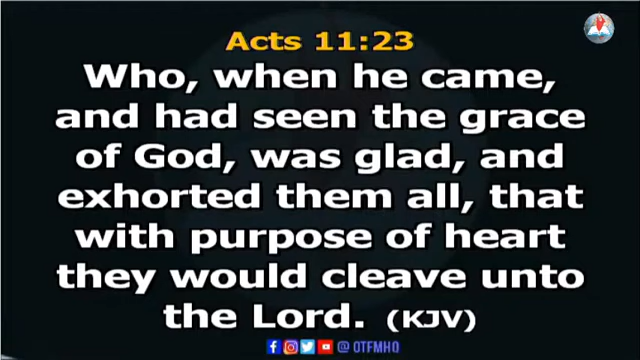 Acts 11:23
Who, when he came,
and had seen the grace
of God, was glad, and
exhorted them all, that
with purpose of heart
they would cleave unto
the Lord. (KJV)
@ OTFMHQ